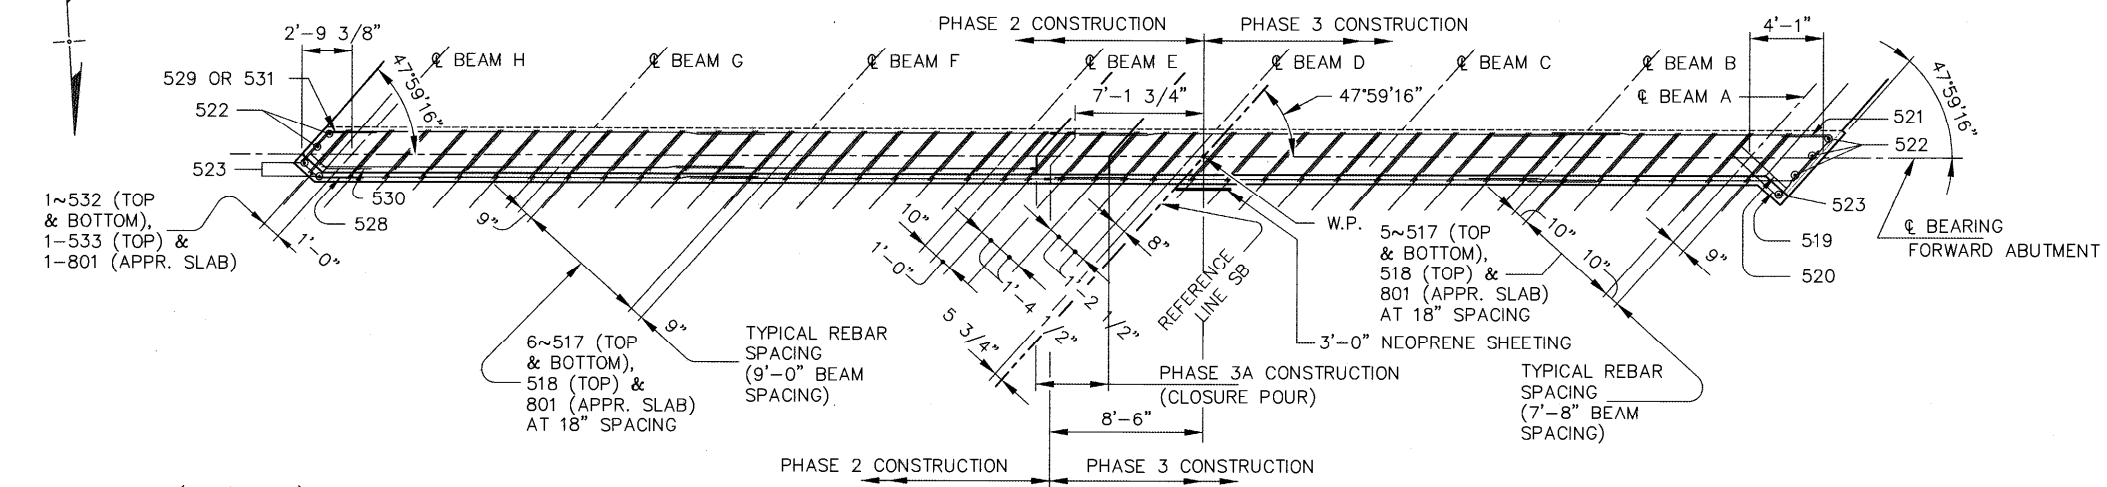 PHASE 2 CONSTRUCTION
PHASE 3 CONSTRUCTION
2'-9 3/8"
4'-1"
℄ BEAM H
℄ BEAM G
℄ BEAM F
℄ BEAM E
℄ BEAM D
℄ BEAM C
℄ BEAM B
℄ BEAM A
529 OR 531
522
47°59'16"
7'-1 3/4"
47°59'16"
47°59'16"
521
522
523
1~532 (TOP
& BOTTOM),
1-533 (TOP) &
1-801 (APPR. SLAB)
1'-0"
528
530
9"
6~517 (TOP
& BOTTOM),
518 (TOP) &
801 (APPR. SLAB)
AT 18" SPACING
9"
TYPICAL REBAR
SPACING
(9'-0" BEAM
SPACING)
10"
1'-0"
1'-4 1/2"
1'-2 1/2"
8"
5 3/4"
REFERENCE
LINE SB
W.P.
3'-0" NEOPRENE SHEETING
PHASE 3A CONSTRUCTION
(CLOSURE POUR)
8'-6"
5~517 (TOP
& BOTTOM),
518 (TOP) &
801 (APPR. SLAB)
AT 18" SPACING
10"
10"
9"
TYPICAL REBAR
SPACING
(7'-8" BEAM
SPACING)
523
519
520
℄ BEARING
FORWARD ABUTMENT
PHASE 2 CONSTRUCTION
PHASE 3 CONSTRUCTION